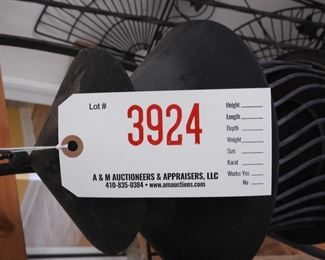 Lot #
3924
Height
Length
Depth
Weight
Size
Karat
Works: Yes
No
A & M AUCTIONEERS & APPRAISERS, LLC
410-835-0384 • www.amauctions.com